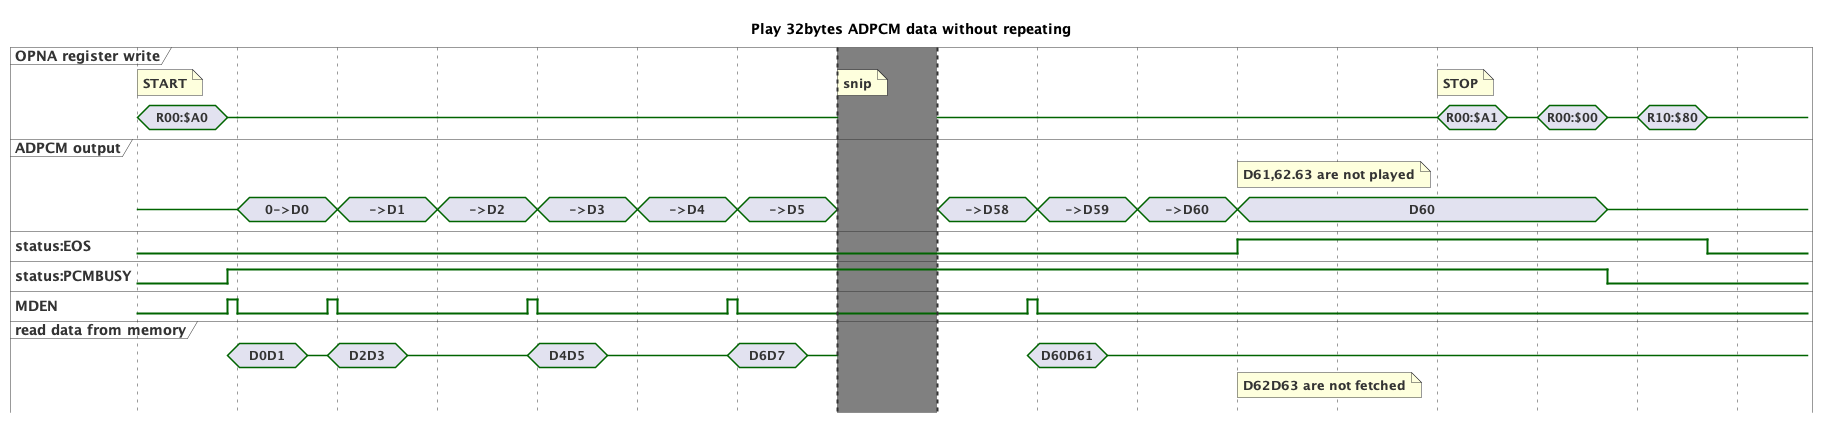 Play 32bytes ADPCM data without repeating
OPNA register write
START
snip
STOP
R00:$A0
R00:$A1
R00:$00
R10:$80
ADPCM output
D61,62.63 are not played
0->D0
->D1
->D2
->D3
->D4
->D5
->D58
->D59
->D60
D60
status:EOS
status:PCMBUSY
MDEN
read data from memory
D0D1
D2D3
D4D5
D6D7
D60D61
D62D63 are not fetched